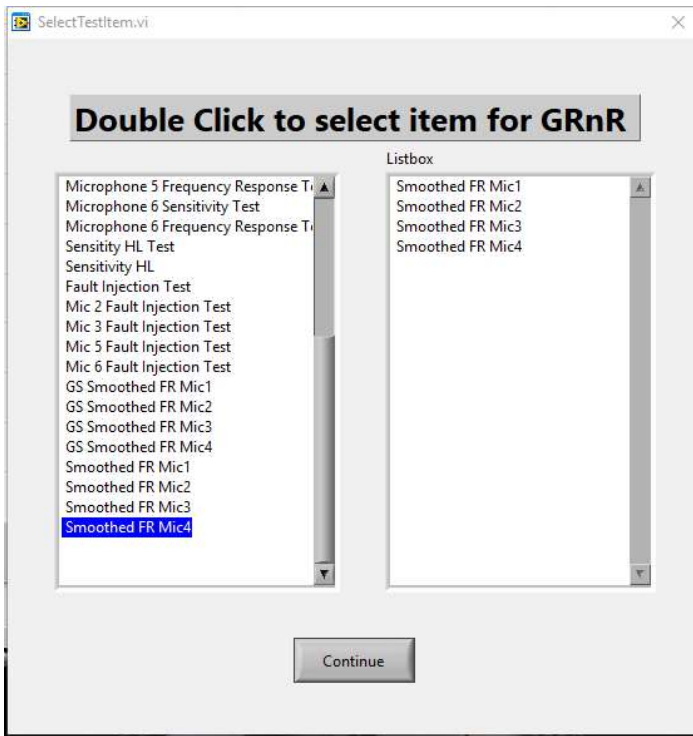 SelectTestItem.vi
Double Click to select item for GRnR
Listbox
Microphone 5 Frequency Response Te
Microphone 6 Sensitivity Test
Microphone 6 Frequency Response Te
Sensitity HL Test
Sensitivity HL
Fault Injection Test
Mic 2 Fault Injection Test
Mic 3 Fault Injection Test
Mic 5 Fault Injection Test
Mic 6 Fault Injection Test
GS Smoothed FR Mic1
GS Smoothed FR Mic2
GS Smoothed FR Mic3
GS Smoothed FR Mic4
Smoothed FR Mic1
Smoothed FR Mic2
Smoothed FR Mic3
Smoothed FR Mic4
Smoothed FR Mic1
Smoothed FR Mic2
Smoothed FR Mic3
Smoothed FR Mic4
Continue